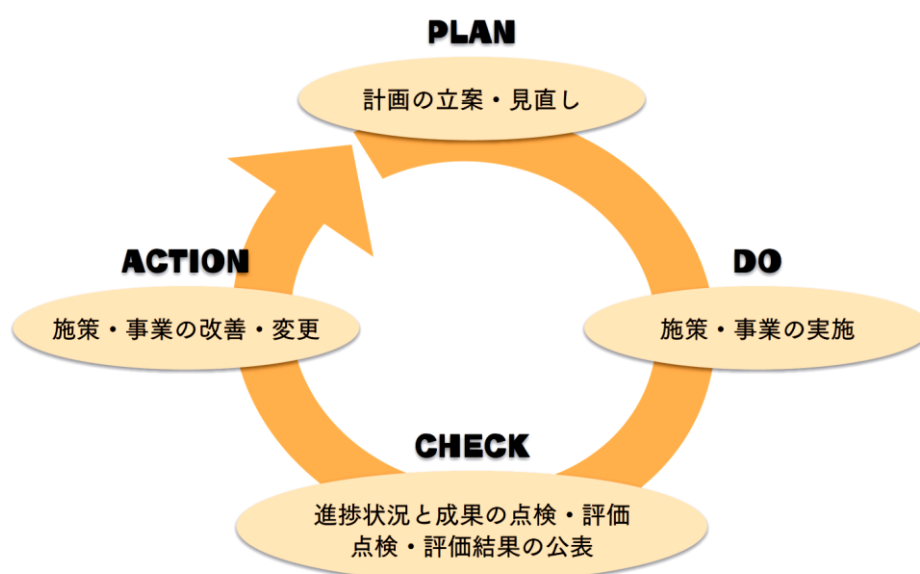 PLAN
計画の立案・見直し
DO
施策・事業の実施
CHECK
進捗状況と成果の点検・評価
点検・評価結果の公表
ACTION
施策・事業の改善・変更